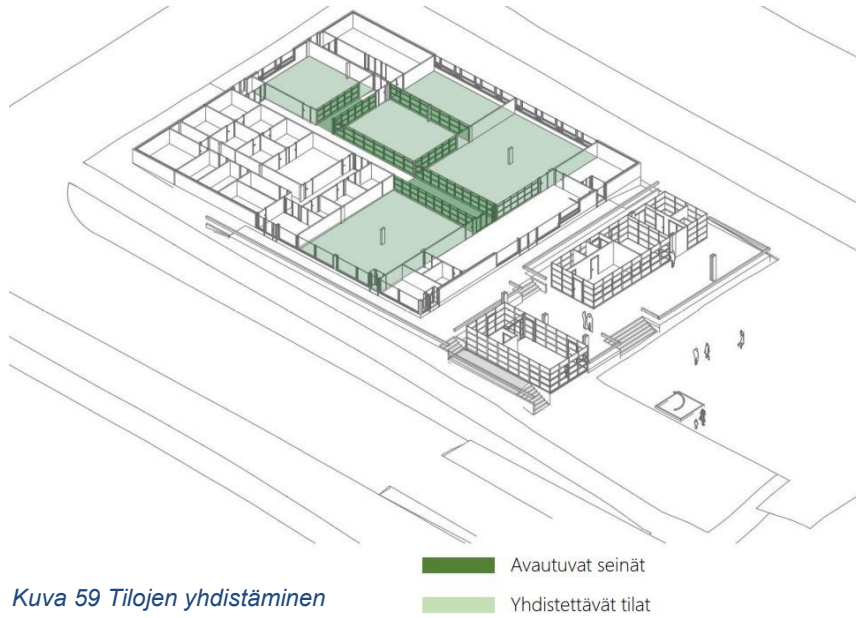 Avautuvat seinät
Kuva 59 Tilojen yhdistäminen
Yhdistettävät tilat